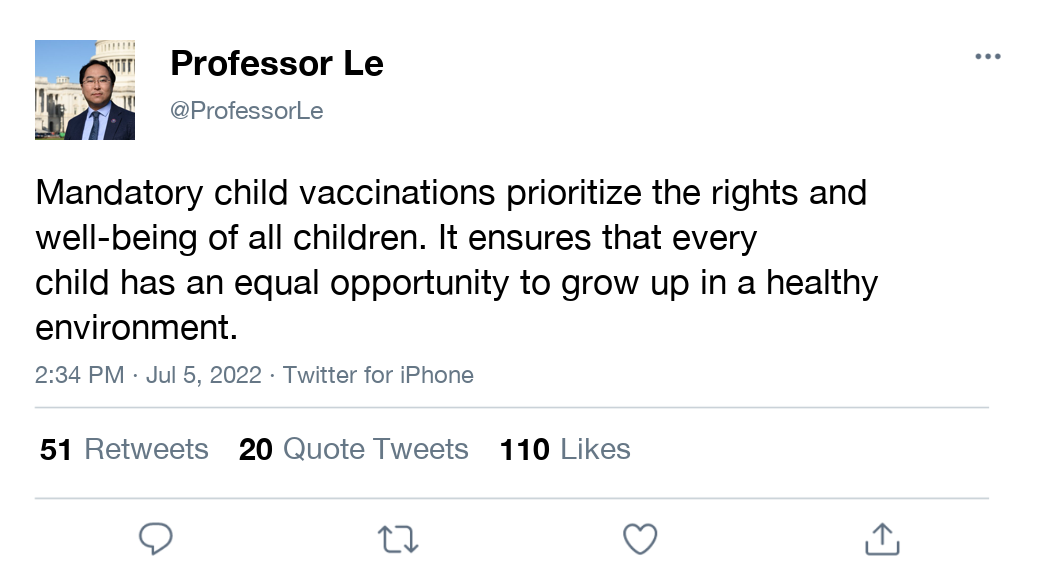 Professor Le
@ProfessorLe
Mandatory child vaccinations prioritize the rights and
well-being of all children. It ensures that every
child has an equal opportunity to grow up in a healthy
environment.
2:34 PM · Jul 5, 2022 · Twitter for iPhone
51 Retweets 20 Quote Tweets 110 Likes